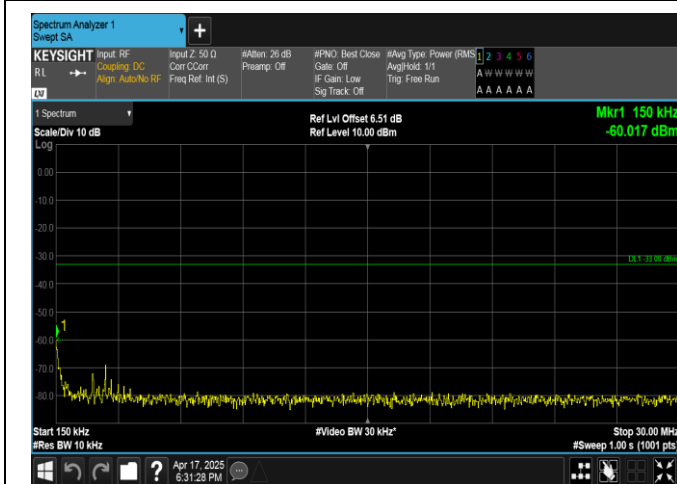 Spectrum Analyzer 1
Swept SA
+
KEYSIGHT
RL
LXI
Input: RF
Coupling: DC
Align: Auto/No RF
Input Z: 50 Ω
Corr CCorr
Freq Ref: Int (S)
#Atten: 26 dB
Preamp: Off
#PNO: Best Close
Gate: Off
IF Gain: Low
Sig Track: Off
#Avg Type: Power (RMS
Avg|Hold: 1/1
Trig: Free Run
1 2 3 4 5 6
A W W W W W
A A A A A A
1 Spectrum
Scale/Div 10 dB
Log
Ref Lvl Offset 6.51 dB
Ref Level 10.00 dBm
Mkr1 150 kHz
-60.017 dBm
0.00
-10.0
-20.0
-30.0
DL1 -33.00 dBm
-40.0
-50.0
1
-60.0
-70.0
-80.0
Start 150 kHz
#Res BW 10 kHz
#Video BW 30 kHz*
Stop 30.00 MHz
#Sweep 1.00 s (1001 pts)
?
Apr 17, 2025
6:31:28 PM